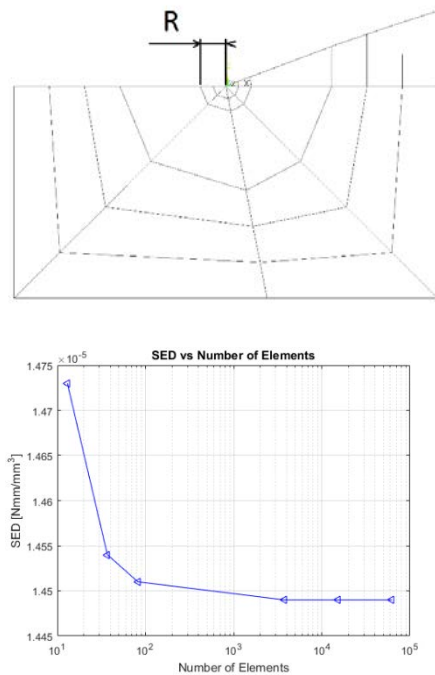 R
X
SED vs Number of Elements
×10⁻⁵
1.475
1.47
1.465
1.46
1.455
1.45
1.445
SED [Nmm/mm³]
10¹ 10² 10³ 10⁴ 10⁵
Number of Elements